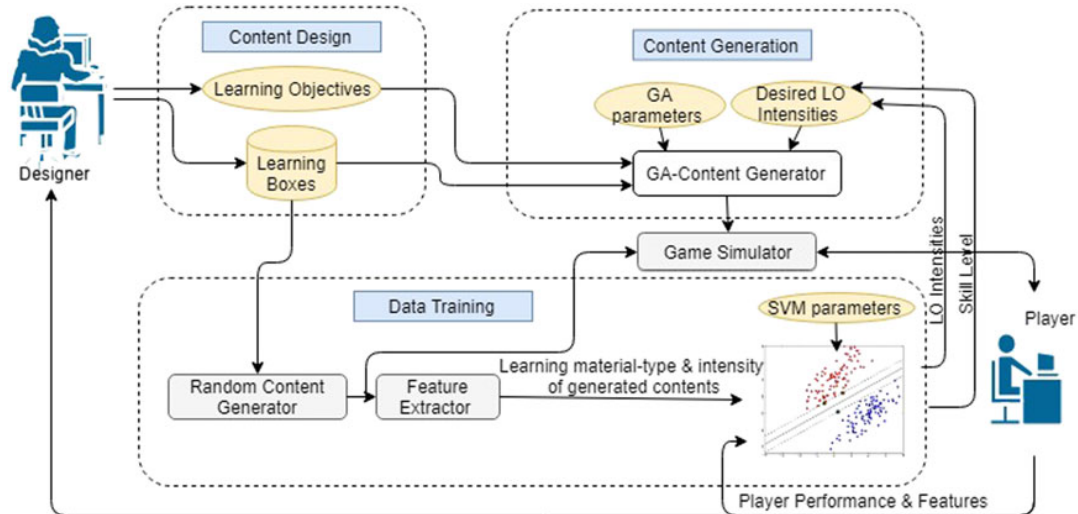 Content Design
Content Generation
Learning Objectives
GA
parameters
Desired LO
Intensities
Designer
Learning
Boxes
GA-Content Generator
Game Simulator
LO Intensities
Skill Level
Data Training
SVM parameters
Player
Learning material-type & intensity
of generated contents
Random Content
Generator
Feature
Extractor
Player Performance & Features